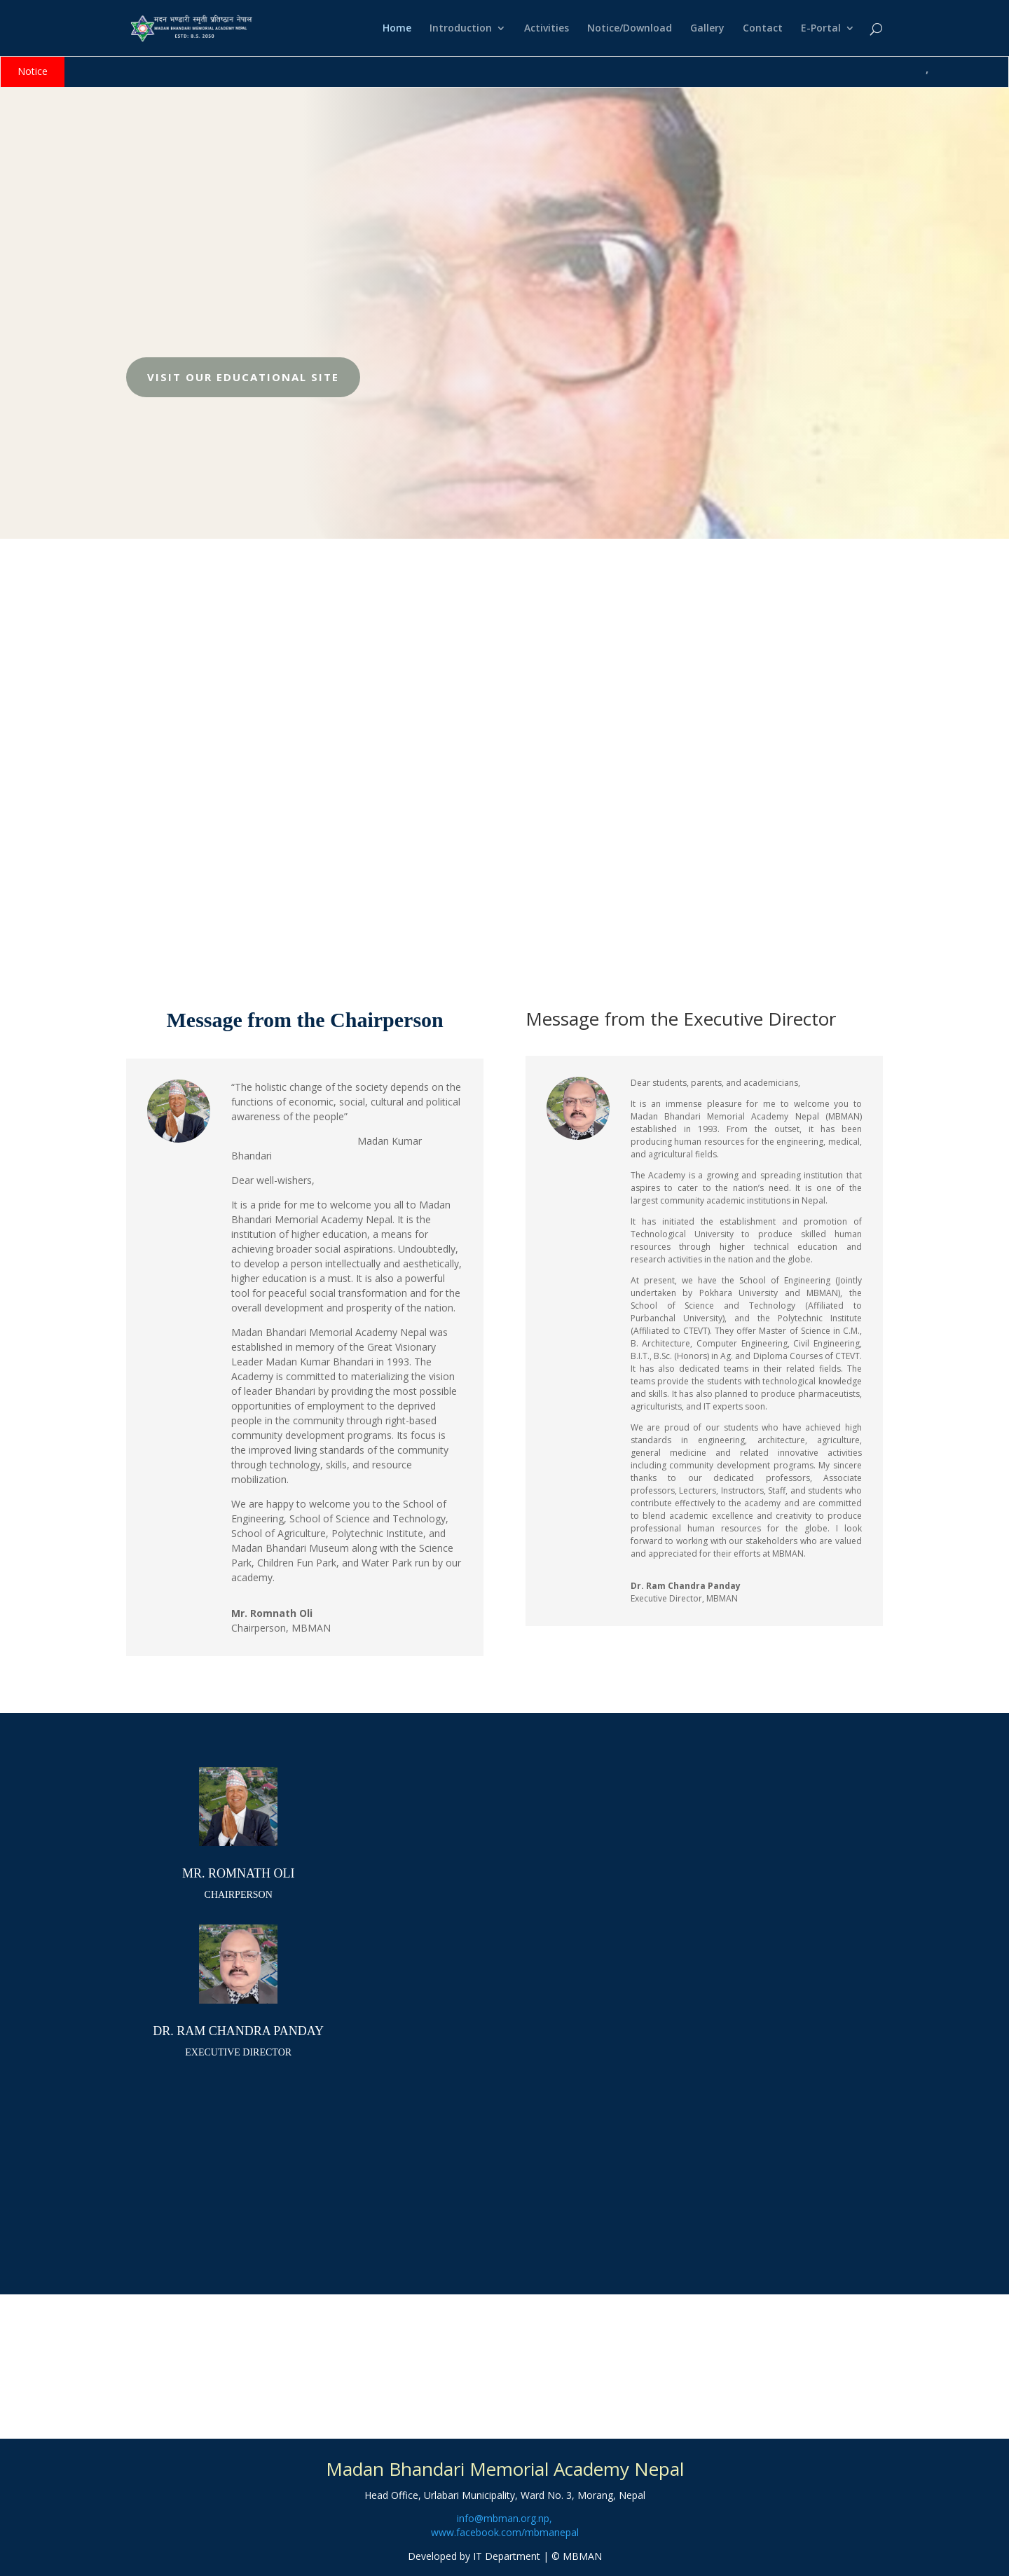 मदन भण्डारी स्मृती प्रतिष्ठान नेपाल
MADAN BHANDARI MEMORIAL ACADEMY NEPAL
ESTD: B.S. 2050
Home Introduction Activities Notice/Download Gallery Contact E-Portal
Notice
,
VISIT OUR EDUCATIONAL SITE
Message from the Chairperson
“The holistic change of the society depends on the
functions of economic, social, cultural and political
awareness of the people”
Madan Kumar
Bhandari
Dear well-wishers,
It is a pride for me to welcome you all to Madan
Bhandari Memorial Academy Nepal. It is the
institution of higher education, a means for
achieving broader social aspirations. Undoubtedly,
to develop a person intellectually and aesthetically,
higher education is a must. It is also a powerful
tool for peaceful social transformation and for the
overall development and prosperity of the nation.
Madan Bhandari Memorial Academy Nepal was
established in memory of the Great Visionary
Leader Madan Kumar Bhandari in 1993. The
Academy is committed to materializing the vision
of leader Bhandari by providing the most possible
opportunities of employment to the deprived
people in the community through right-based
community development programs. Its focus is
the improved living standards of the community
through technology, skills, and resource
mobilization.
We are happy to welcome you to the School of
Engineering, School of Science and Technology,
School of Agriculture, Polytechnic Institute, and
Madan Bhandari Museum along with the Science
Park, Children Fun Park, and Water Park run by our
academy.
Mr. Romnath Oli
Chairperson, MBMAN
Message from the Executive Director
Dear students, parents, and academicians,
It is an immense pleasure for me to welcome you to
Madan Bhandari Memorial Academy Nepal (MBMAN)
established in 1993. From the outset, it has been
producing human resources for the engineering, medical,
and agricultural fields.
The Academy is a growing and spreading institution that
aspires to cater to the nation’s need. It is one of the
largest community academic institutions in Nepal.
It has initiated the establishment and promotion of
Technological University to produce skilled human
resources through higher technical education and
research activities in the nation and the globe.
At present, we have the School of Engineering (Jointly
undertaken by Pokhara University and MBMAN), the
School of Science and Technology (Affiliated to
Purbanchal University), and the Polytechnic Institute
(Affiliated to CTEVT). They offer Master of Science in C.M.,
B. Architecture, Computer Engineering, Civil Engineering,
B.I.T., B.Sc. (Honors) in Ag. and Diploma Courses of CTEVT.
It has also dedicated teams in their related fields. The
teams provide the students with technological knowledge
and skills. It has also planned to produce pharmaceutists,
agriculturists, and IT experts soon.
We are proud of our students who have achieved high
standards in engineering, architecture, agriculture,
general medicine and related innovative activities
including community development programs. My sincere
thanks to our dedicated professors, Associate
professors, Lecturers, Instructors, Staff, and students who
contribute effectively to the academy and are committed
to blend academic excellence and creativity to produce
professional human resources for the globe. I look
forward to working with our stakeholders who are valued
and appreciated for their efforts at MBMAN.
Dr. Ram Chandra Panday
Executive Director, MBMAN
MR. ROMNATH OLI
CHAIRPERSON
DR. RAM CHANDRA PANDAY
EXECUTIVE DIRECTOR
Madan Bhandari Memorial Academy Nepal
Head Office, Urlabari Municipality, Ward No. 3, Morang, Nepal
info@mbman.org.np,
www.facebook.com/mbmanepal
Developed by IT Department | © MBMAN